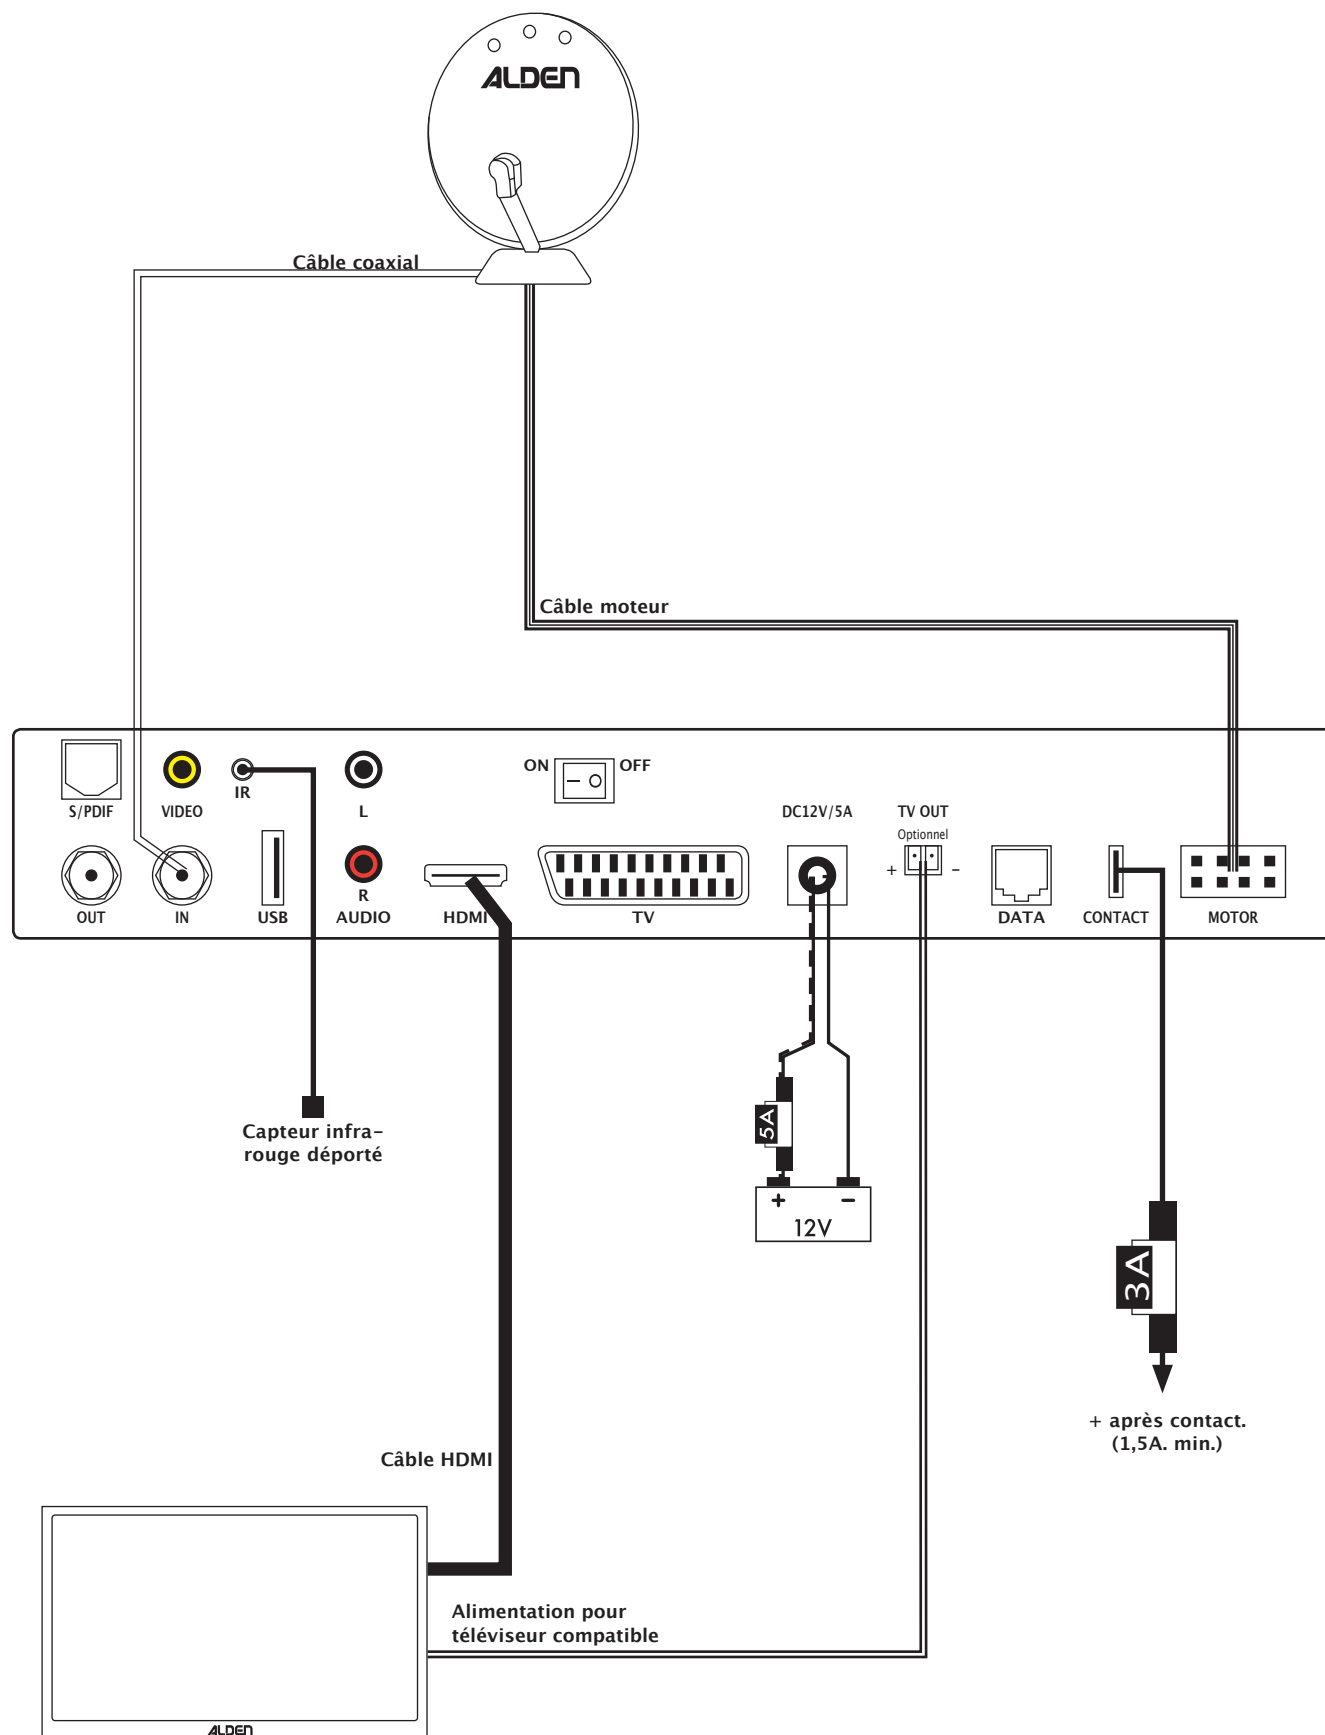 ALDEN
Câble coaxial
Câble moteur
ON
OFF
IR
S/PDIF
VIDEO
L
DC12V/5A
TV OUT
Optionnel
+
–
R
OUT
IN
USB
AUDIO
HDMI
TV
DATA
CONTACT
MOTOR
Capteur infra-
rouge déporté
5A
+
–
12V
3A
+ après contact.
(1,5A. min.)
Câble HDMI
Alimentation pour
téléviseur compatible
ALDEN